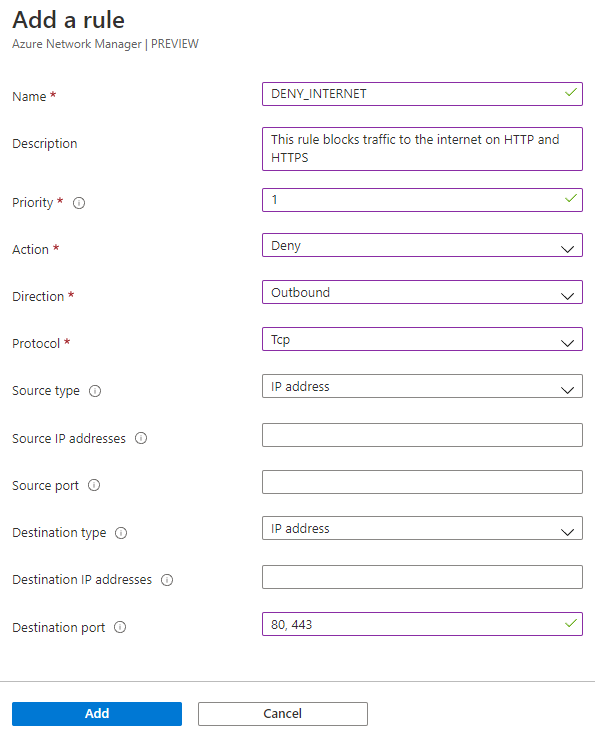 Add a rule
Azure Network Manager | PREVIEW
Name *
DENY_INTERNET
Description
This rule blocks traffic to the internet on HTTP and
HTTPS
Priority *
1
Action *
Deny
Direction *
Outbound
Protocol *
Tcp
Source type
IP address
Source IP addresses
Source port
Destination type
IP address
Destination IP addresses
Destination port
80, 443
Add
Cancel